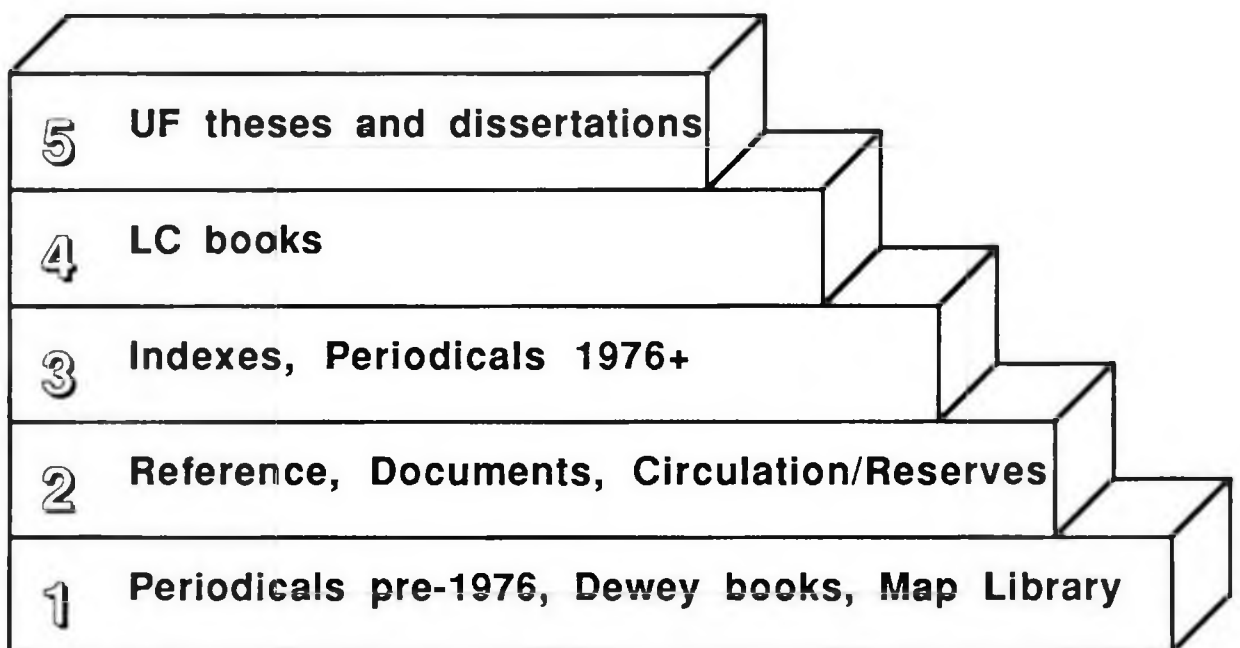 5 UF theses and dissertations
4 LC books
3 Indexes, Periodicals 1976+
2 Reference, Documents, Circulation/Reserves
1 Periodicals pre-1976, Dewey books, Map Library